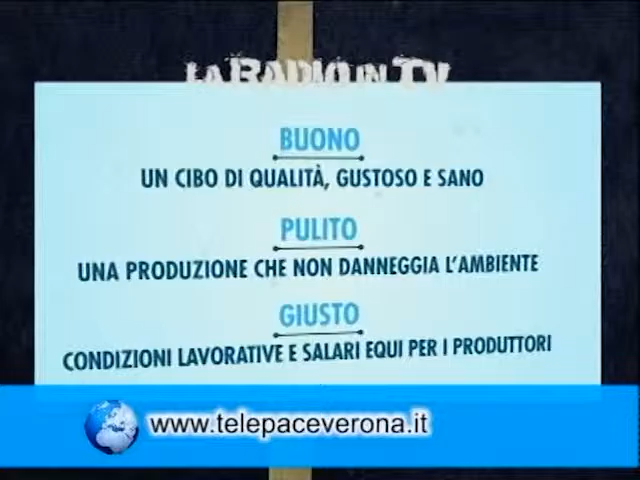 LA RADIO IN TV
BUONO
UN CIBO DI QUALITÀ, GUSTOSO E SANO
PULITO
UNA PRODUZIONE CHE NON DANNEGGIA L'AMBIENTE
GIUSTO
CONDIZIONI LAVORATIVE E SALARI EQUI PER I PRODUTTORI
www.telepaceverona.it